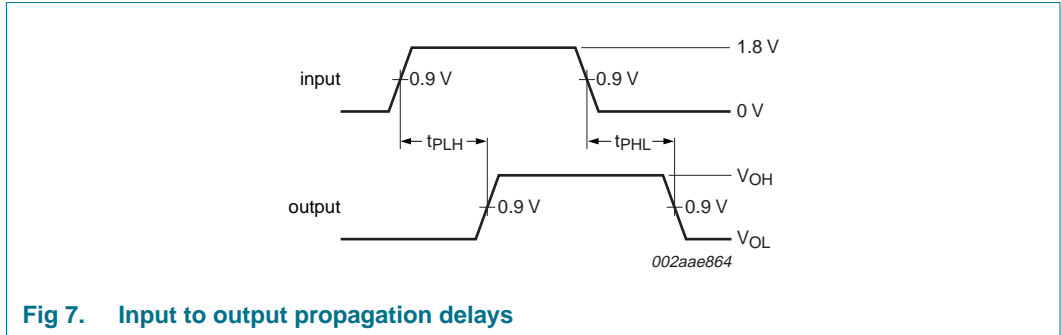 1.8 V
input
0.9 V
0.9 V
0 V
tPLH
tPHL
VOH
output
0.9 V
0.9 V
VOL
002aae864
Fig 7. Input to output propagation delays